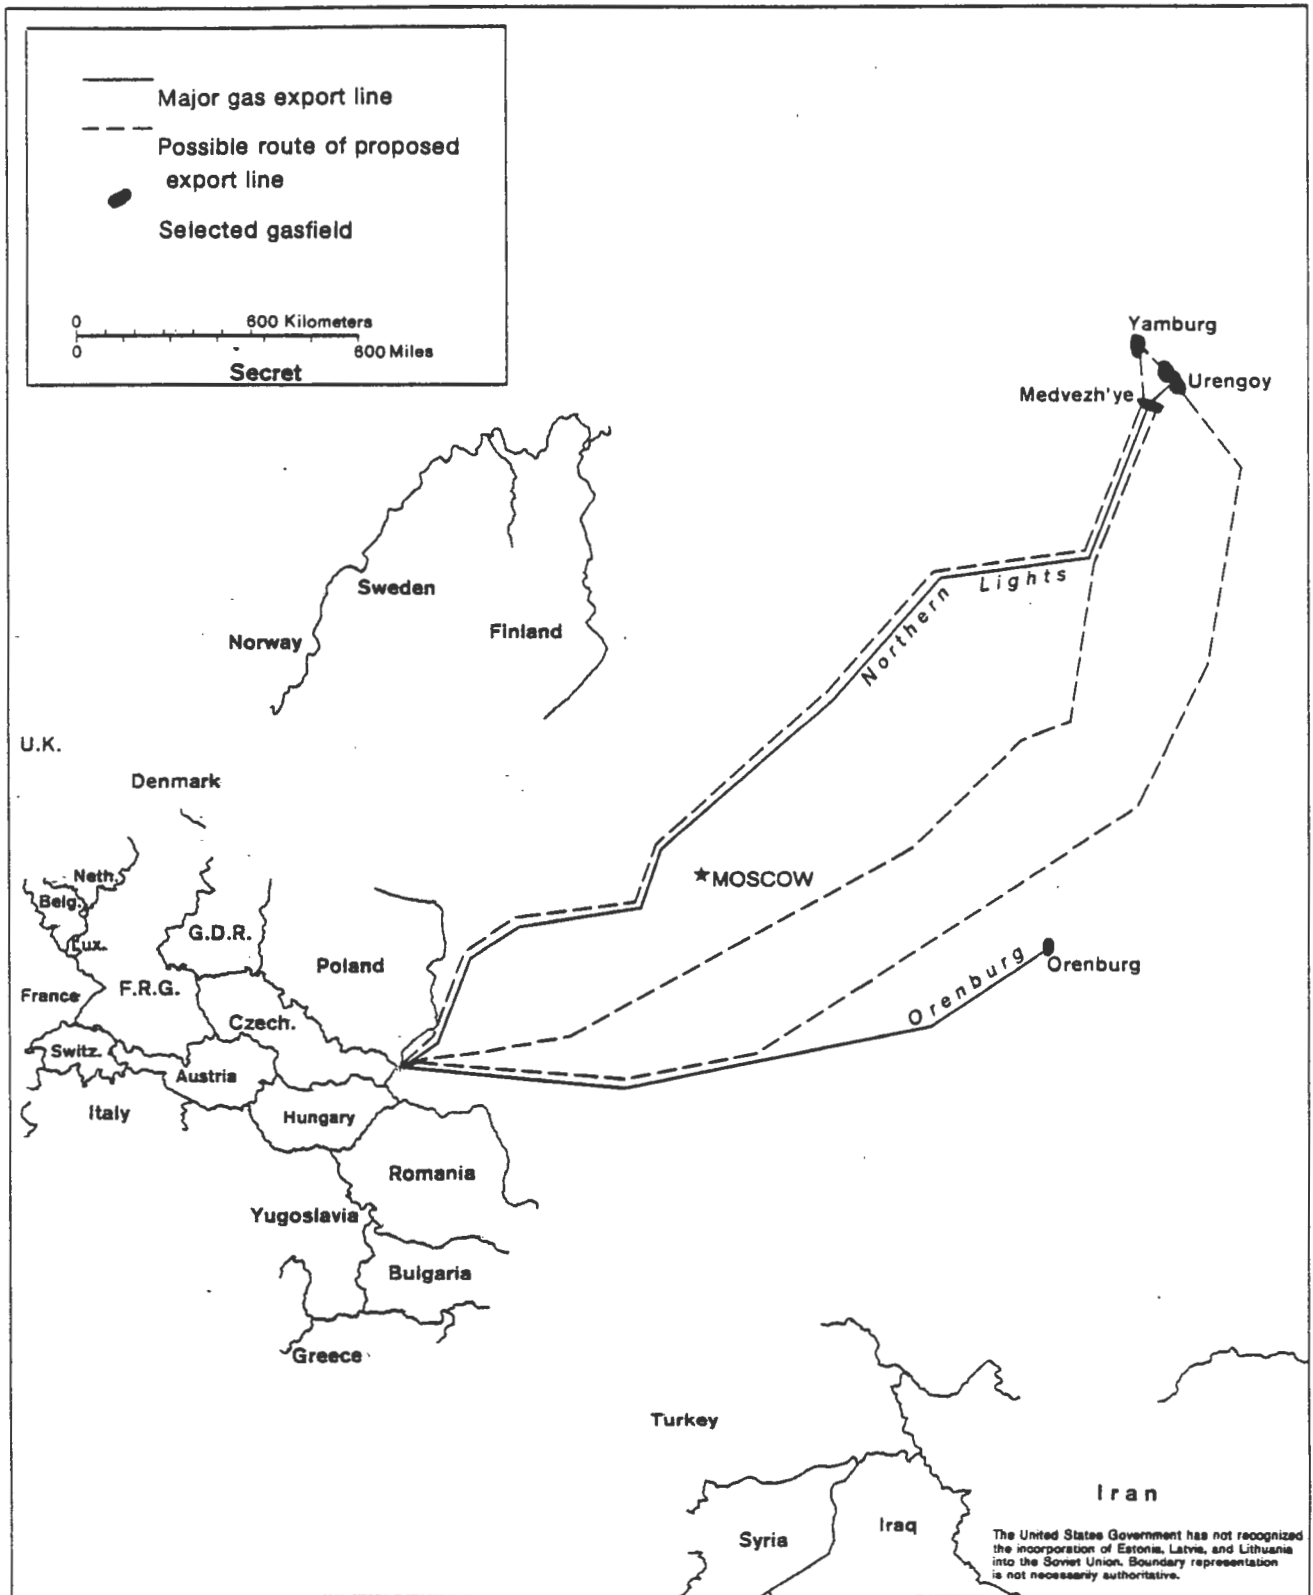 Major gas export line
Possible route of proposed
export line
Selected gasfield
0 600 Kilometers
0 600 Miles
Secret
Yamburg
Urengoy
Medvezh'ye
Northern Lights
Sweden
Norway
Finland
U.K.
Denmark
MOSCOW
Neth.
Belg.
Lux.
G.D.R.
Poland
Orenburg
Orenburg
France
F.R.G.
Czech.
Switz.
Austria
Italy
Hungary
Romania
Yugoslavia
Bulgaria
Greece
Turkey
Iran
Syria
Iraq
The United States Government has not recognized
the incorporation of Estonia, Latvia, and Lithuania
into the Soviet Union. Boundary representation
is not necessarily authoritative.